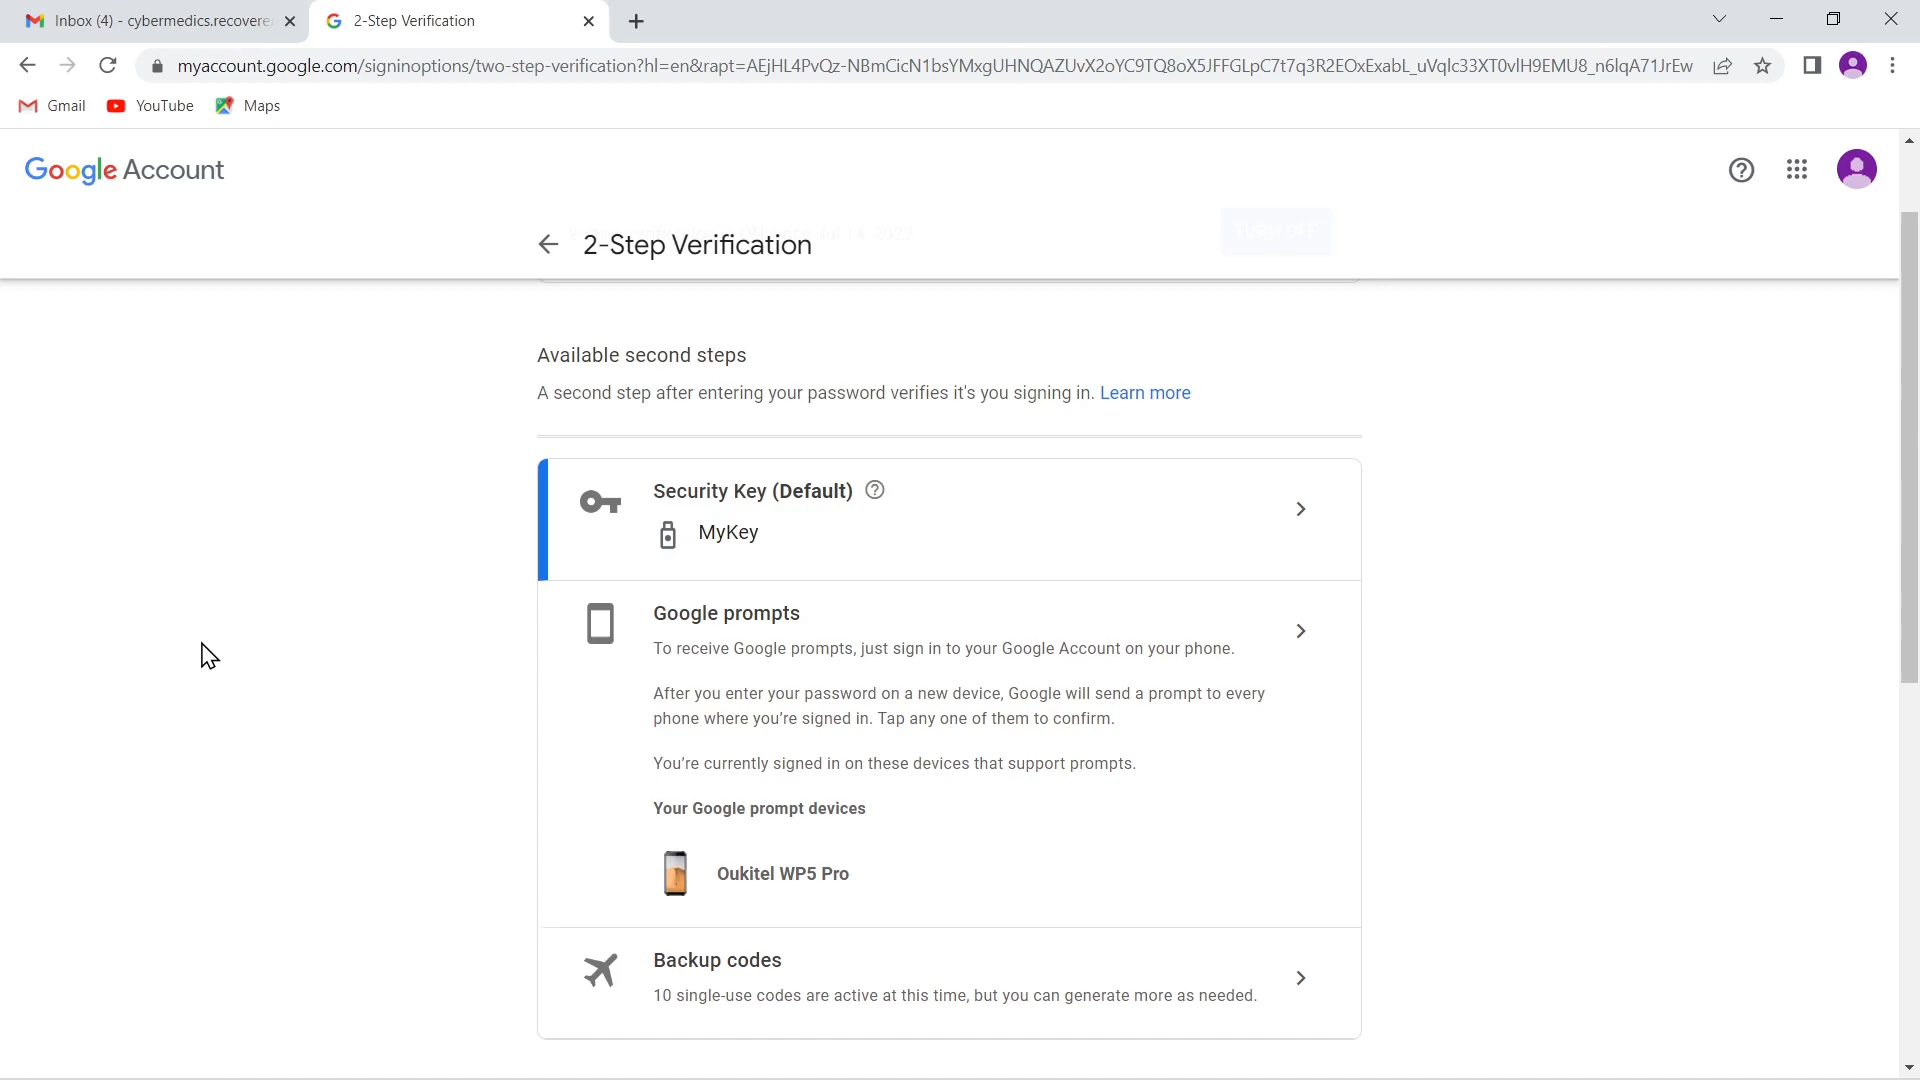 Inbox (4) - cybermedics.recovere
2-Step Verification
myaccount.google.com/signinoptions/two-step-verification?hl=en&rapt=AEjHL4PvQz-NBmCicN1bsYMxgUHNQAZUvX2oYC9TQ8oX5JFFGLpC7t7q3R2EOxExabL_uVqlc33XT0vlH9EMU8_n6lqA71JrEw
Gmail
YouTube
Maps
Google Account
2-Step Verification
Available second steps
A second step after entering your password verifies it's you signing in. Learn more
Security Key (Default)
MyKey
Google prompts
To receive Google prompts, just sign in to your Google Account on your phone.
After you enter your password on a new device, Google will send a prompt to every
phone where you’re signed in. Tap any one of them to confirm.
You’re currently signed in on these devices that support prompts.
Your Google prompt devices
Oukitel WP5 Pro
Backup codes
10 single-use codes are active at this time, but you can generate more as needed.